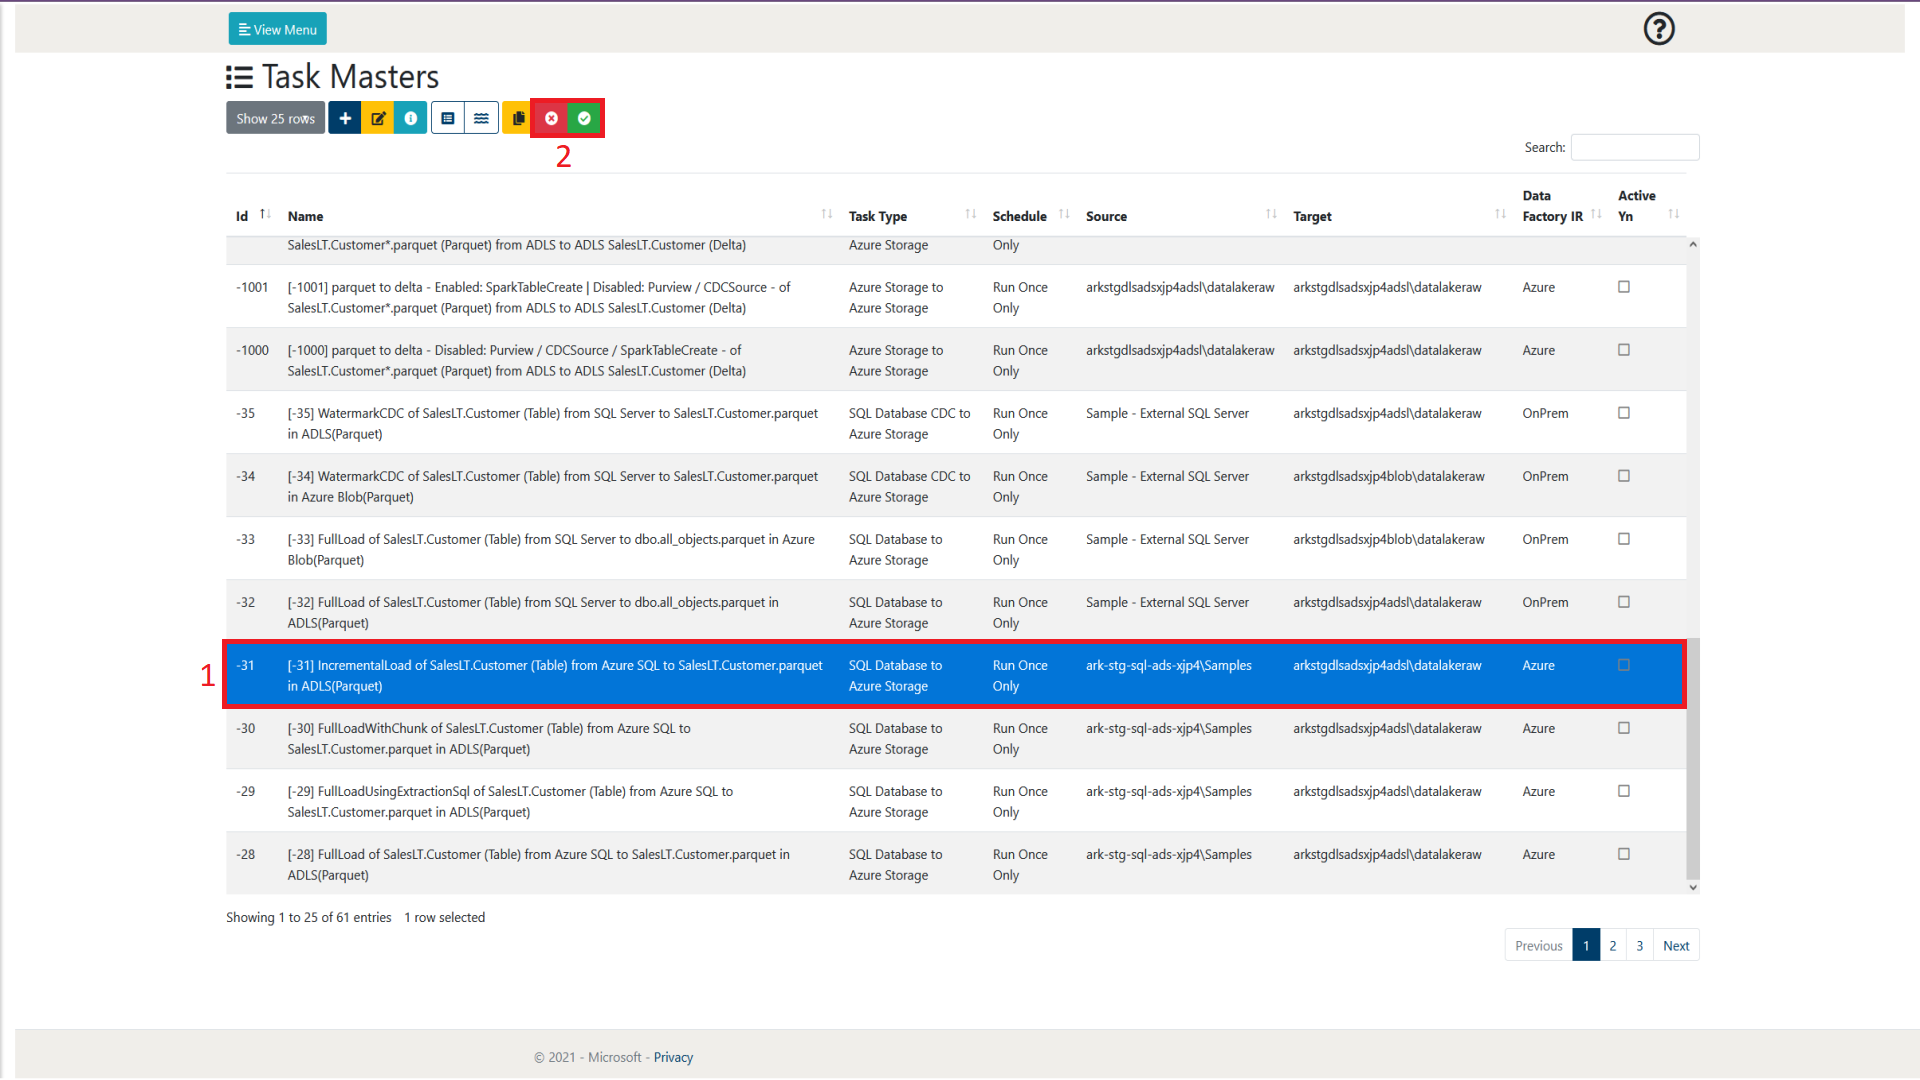 View Menu
Task Masters
Show 25 rows
2
Search:
Id Name Task Type Schedule Source Target Data Factory IR Active Yn
SalesLT.Customer*.parquet (Parquet) from ADLS to ADLS SalesLT.Customer (Delta) Azure Storage Only
-1001 [-1001] parquet to delta - Enabled: SparkTableCreate | Disabled: Purview / CDCSource - of Azure Storage to Run Once arkstgdlsadsxjp4adsl\datalakeraw arkstgdlsadsxjp4adsl\datalakeraw Azure
SalesLT.Customer*.parquet (Parquet) from ADLS to ADLS SalesLT.Customer (Delta) Azure Storage Only
-1000 [-1000] parquet to delta - Disabled: Purview / CDCSource / SparkTableCreate - of Azure Storage to Run Once arkstgdlsadsxjp4adsl\datalakeraw arkstgdlsadsxjp4adsl\datalakeraw Azure
SalesLT.Customer*.parquet (Parquet) from ADLS to ADLS SalesLT.Customer (Delta) Azure Storage Only
-35 [-35] WatermarkCDC of SalesLT.Customer (Table) from SQL Server to SalesLT.Customer.parquet SQL Database CDC to Run Once Sample - External SQL Server arkstgdlsadsxjp4adsl\datalakeraw OnPrem
in ADLS(Parquet) Azure Storage Only
-34 [-34] WatermarkCDC of SalesLT.Customer (Table) from SQL Server to SalesLT.Customer.parquet SQL Database CDC to Run Once Sample - External SQL Server arkstgdlsadsxjp4blob\datalakeraw OnPrem
in Azure Blob(Parquet) Azure Storage Only
-33 [-33] FullLoad of SalesLT.Customer (Table) from SQL Server to dbo.all_objects.parquet in Azure SQL Database to Run Once Sample - External SQL Server arkstgdlsadsxjp4blob\datalakeraw OnPrem
Blob(Parquet) Azure Storage Only
-32 [-32] FullLoad of SalesLT.Customer (Table) from SQL Server to dbo.all_objects.parquet in SQL Database to Run Once Sample - External SQL Server arkstgdlsadsxjp4adsl\datalakeraw OnPrem
ADLS(Parquet) Azure Storage Only
1 -31 [-31] IncrementalLoad of SalesLT.Customer (Table) from Azure SQL to SalesLT.Customer.parquet SQL Database to Run Once ark-stg-sql-ads-xjp4\Samples arkstgdlsadsxjp4adsl\datalakeraw Azure
in ADLS(Parquet) Azure Storage Only
-30 [-30] FullLoadWithChunk of SalesLT.Customer (Table) from Azure SQL to SQL Database to Run Once ark-stg-sql-ads-xjp4\Samples arkstgdlsadsxjp4adsl\datalakeraw Azure
SalesLT.Customer.parquet in ADLS(Parquet) Azure Storage Only
-29 [-29] FullLoadUsingExtractionSql of SalesLT.Customer (Table) from Azure SQL to SQL Database to Run Once ark-stg-sql-ads-xjp4\Samples arkstgdlsadsxjp4adsl\datalakeraw Azure
SalesLT.Customer.parquet in ADLS(Parquet) Azure Storage Only
-28 [-28] FullLoad of SalesLT.Customer (Table) from Azure SQL to SalesLT.Customer.parquet in SQL Database to Run Once ark-stg-sql-ads-xjp4\Samples arkstgdlsadsxjp4adsl\datalakeraw Azure
ADLS(Parquet) Azure Storage Only
Showing 1 to 25 of 61 entries 1 row selected
Previous 1 2 3 Next
© 2021 - Microsoft - Privacy